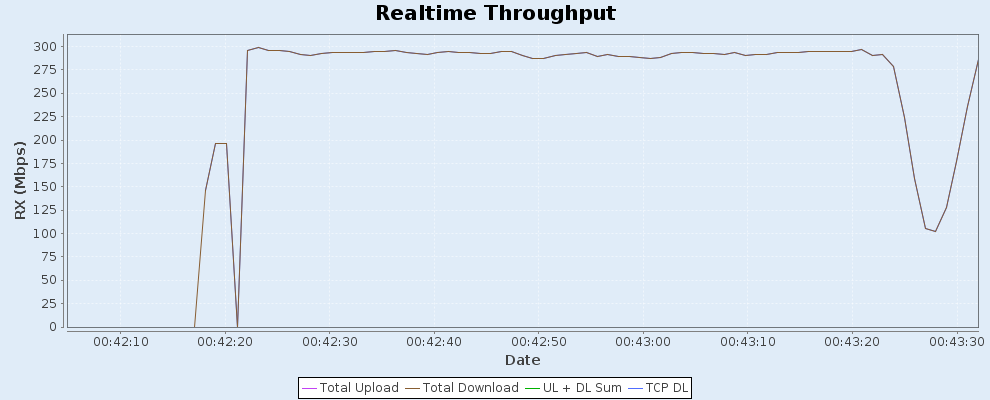 Realtime Throughput
RX (Mbps)
300
275
250
225
200
175
150
125
100
75
50
25
0
00:42:10 00:42:20 00:42:30 00:42:40 00:42:50 00:43:00 00:43:10 00:43:20 00:43:30
Date
Total Upload Total Download UL + DL Sum TCP DL